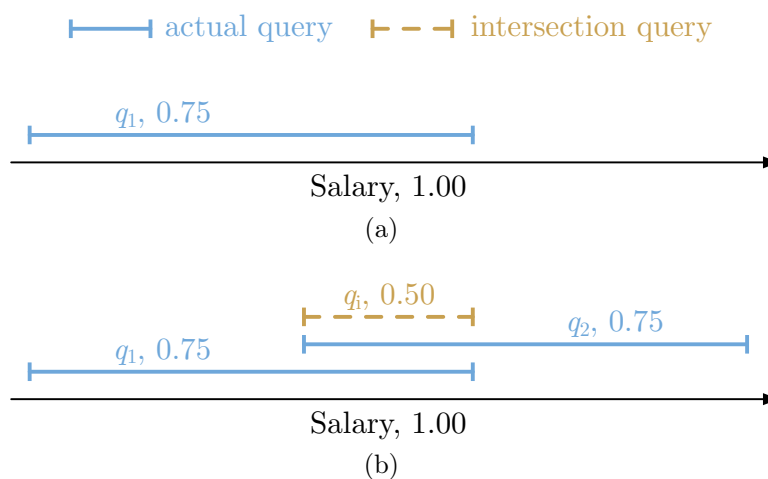 actual query intersection query
q₁, 0.75
Salary, 1.00
(a)
qᵢ, 0.50
q₂, 0.75
q₁, 0.75
Salary, 1.00
(b)